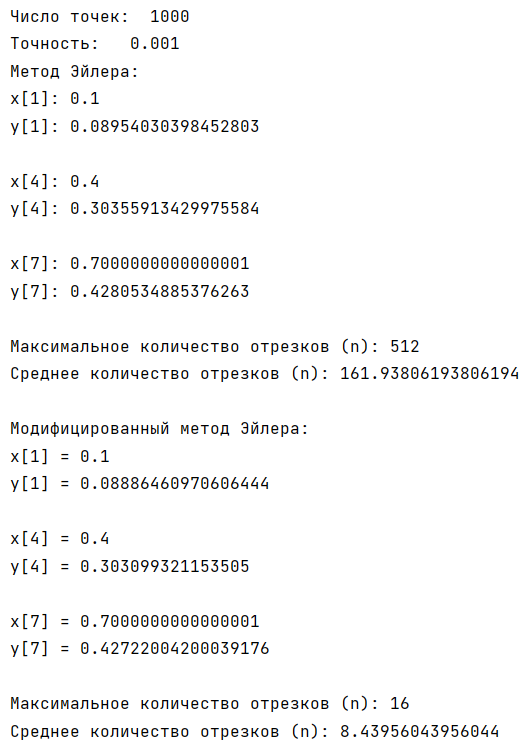 Число точек:  1000
Точность:   0.001
Метод Эйлера:
x[1]: 0.1
y[1]: 0.08954030398452803
x[4]: 0.4
y[4]: 0.30355913429975584
x[7]: 0.7000000000000001
y[7]: 0.4280534885376263
Максимальное количество отрезков (n): 512
Среднее количество отрезков (n): 161.93806193806194
Модифицированный метод Эйлера:
x[1] = 0.1
y[1] = 0.08886460970606444
x[4] = 0.4
y[4] = 0.303099321153505
x[7] = 0.7000000000000001
y[7] = 0.42722004200039176
Максимальное количество отрезков (n): 16
Среднее количество отрезков (n): 8.43956043956044